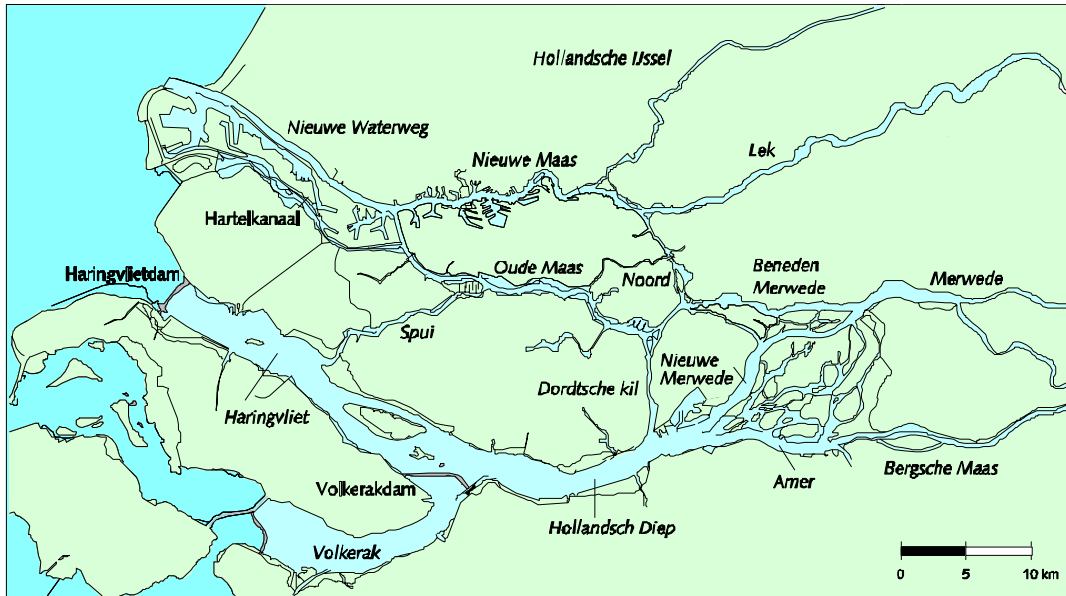 Hollandsche IJssel
Nieuwe Waterweg
Nieuwe Maas
Lek
Hartelkanaal
Haringvlietdam
Oude Maas
Noord
Beneden
Merwede
Merwede
Spui
Nieuwe
Merwede
Dordtsche kil
Haringvliet
Volkerakdam
Amer
Bergsche Maas
Hollandsch Diep
Volkerak
0 5 10 km